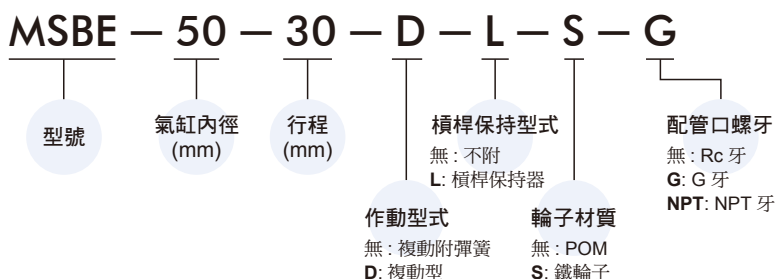 MSBE — 50 — 30 — D — L — S — G
型號
氣缸內徑
(mm)
行程
(mm)
槓桿保持型式
無 : 不附
L: 槓桿保持器
配管口螺牙
無 : Rc 牙
G: G 牙
NPT: NPT 牙
作動型式
無 : 複動附彈簧
D: 複動型
輪子材質
無 : POM
S: 鐵輪子